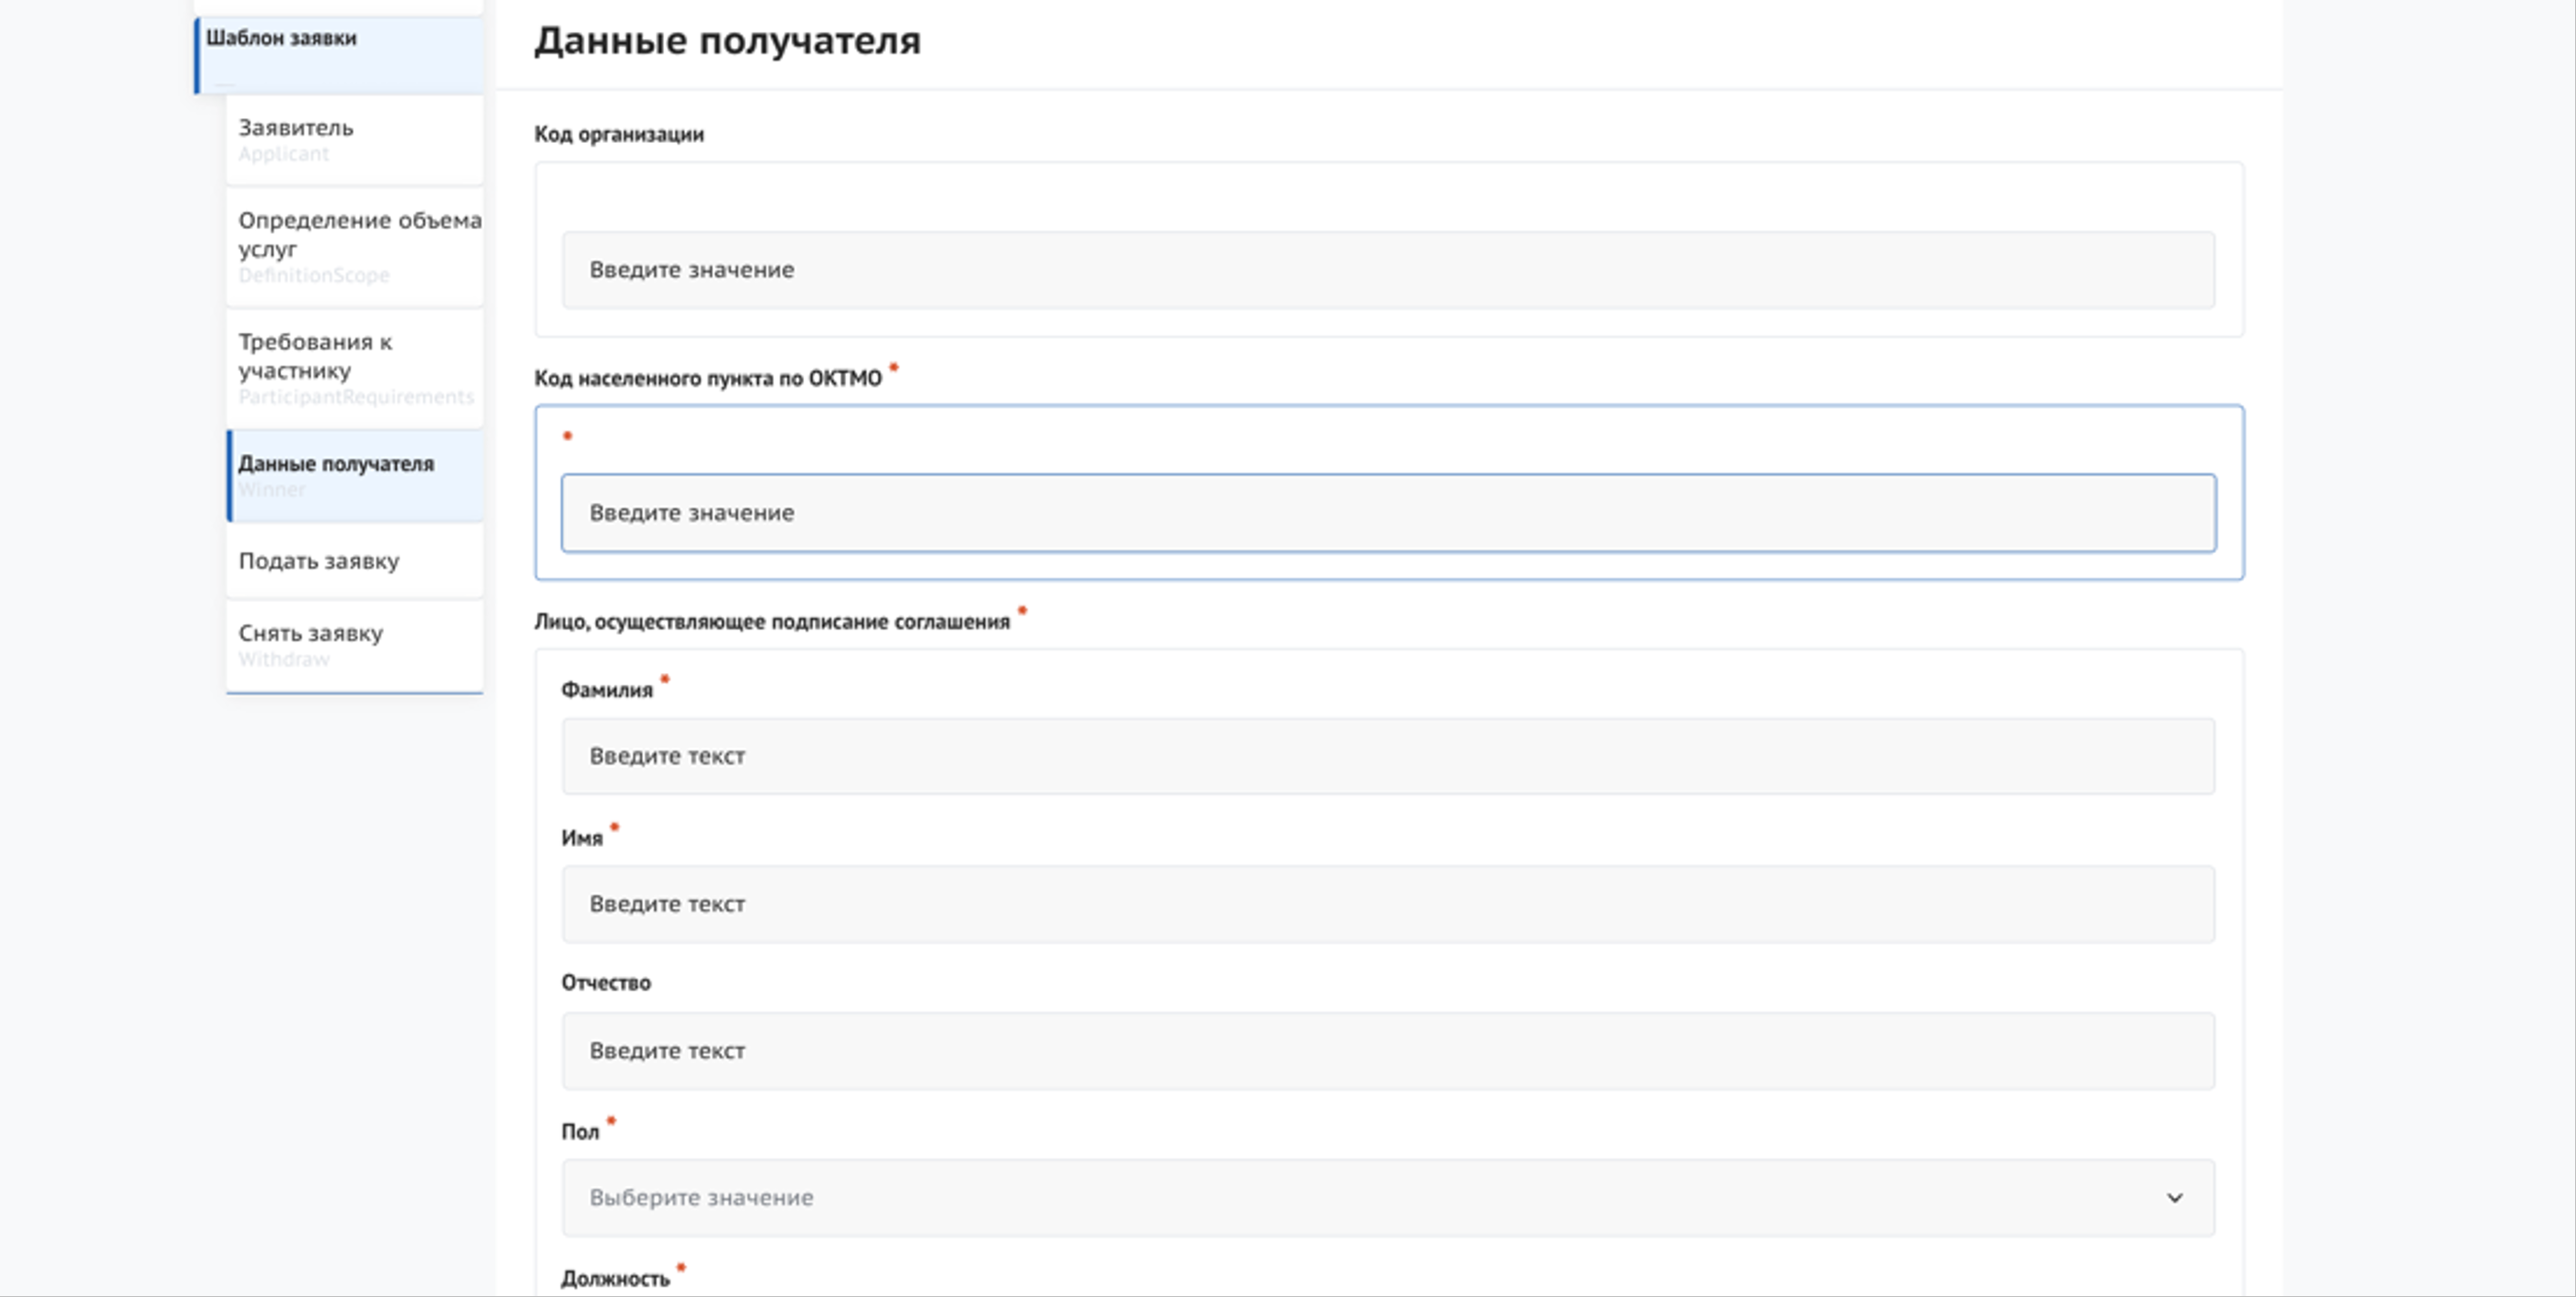 Шаблон заявки
Заявитель
Applicant
Определение объема
услуг
DefinitionScope
Требования к
участнику
ParticipantRequirements
Данные получателя
Winner
Подать заявку
Снять заявку
Withdraw
Данные получателя
Код организации
Введите значение
Код населенного пункта по ОКТМО *
*
Введите значение
Лицо, осуществляющее подписание соглашения *
Фамилия *
Введите текст
Имя *
Введите текст
Отчество
Введите текст
Пол *
Выберите значение
Должность *